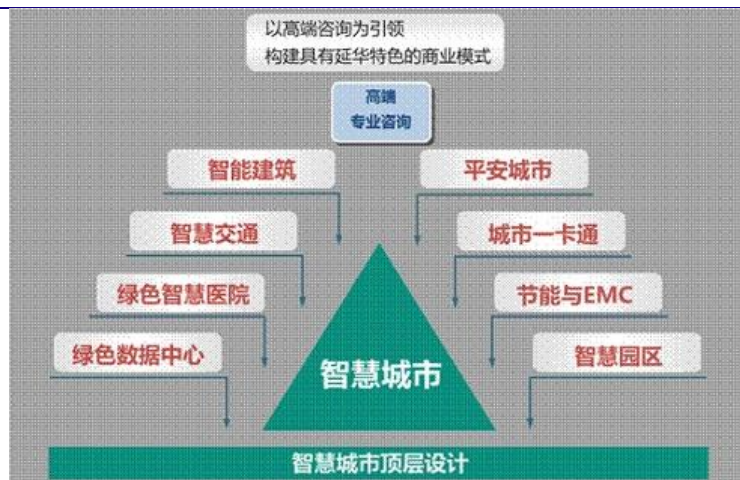 以高端咨询为引领
构建具有延华特色的商业模式
高端
专业咨询
智能建筑
平安城市
智慧交通
城市一卡通
绿色智慧医院
节能与EMC
绿色数据中心
智慧园区
智慧城市
智慧城市顶层设计